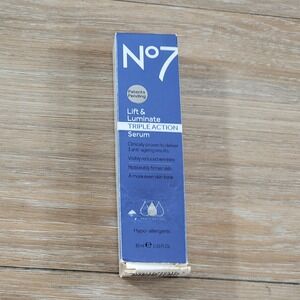 No7
Patents
Pending
Lift &
Luminate
TRIPLE ACTION
Serum
Clinically proven to deliver
3 anti-ageing results
Visibly reduced wrinkles
Noticeably firmer skin
A more even skin tone
Hypo-allergenic